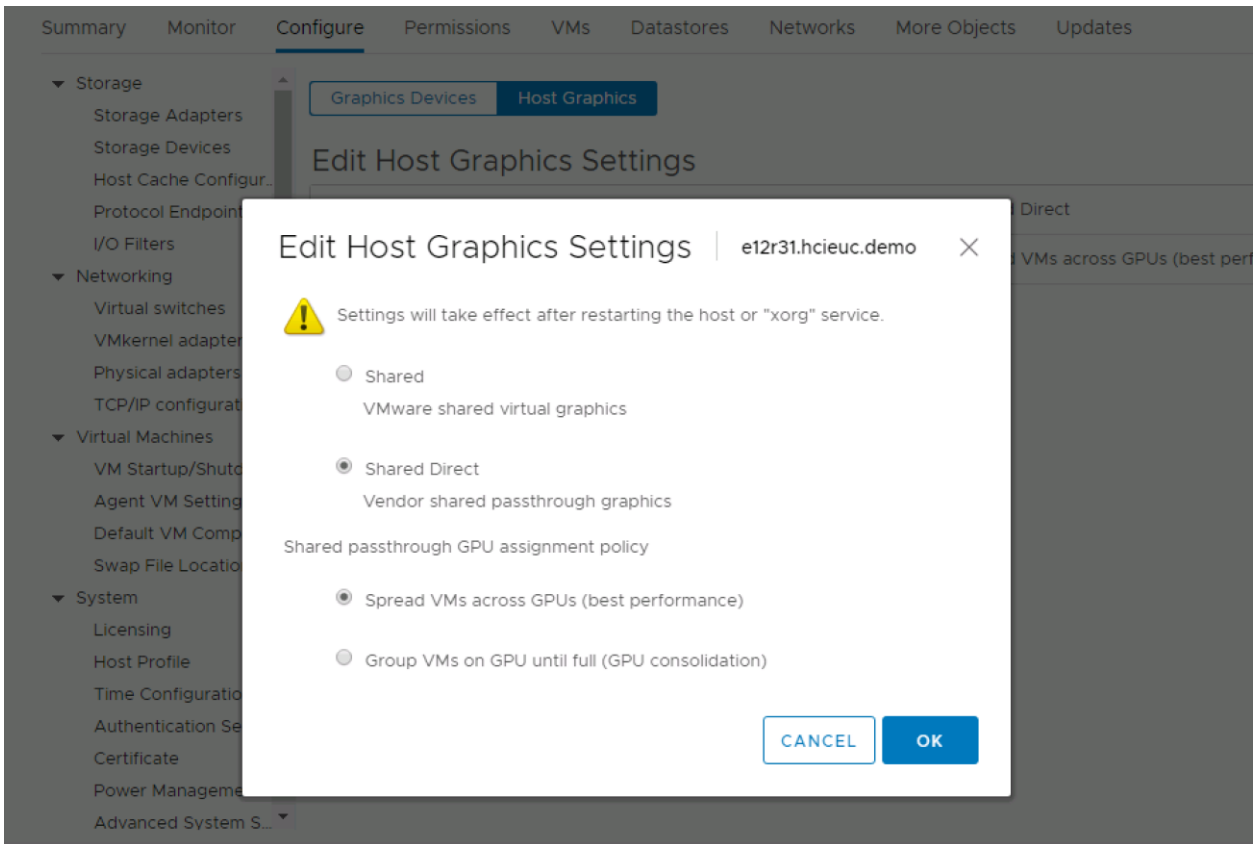 Summary Monitor Configure Permissions VMs Datastores Networks More Objects Updates
Storage
Storage Adapters
Storage Devices
Host Cache Configur..
Protocol Endpoint
I/O Filters
Networking
Virtual switches
VMkernel adapter
Physical adapters
TCP/IP configurat
Virtual Machines
VM Startup/Shutd
Agent VM Setting
Default VM Comp
Swap File Locatio
System
Licensing
Host Profile
Time Configuratio
Authentication Se
Certificate
Power Manageme
Advanced System S...
Graphics Devices Host Graphics
Edit Host Graphics Settings
d Direct
d VMs across GPUs (best perf
Edit Host Graphics Settings e12r31.hcieuc.demo
Settings will take effect after restarting the host or "xorg" service.
Shared
VMware shared virtual graphics
Shared Direct
Vendor shared passthrough graphics
Shared passthrough GPU assignment policy
Spread VMs across GPUs (best performance)
Group VMs on GPU until full (GPU consolidation)
CANCEL OK